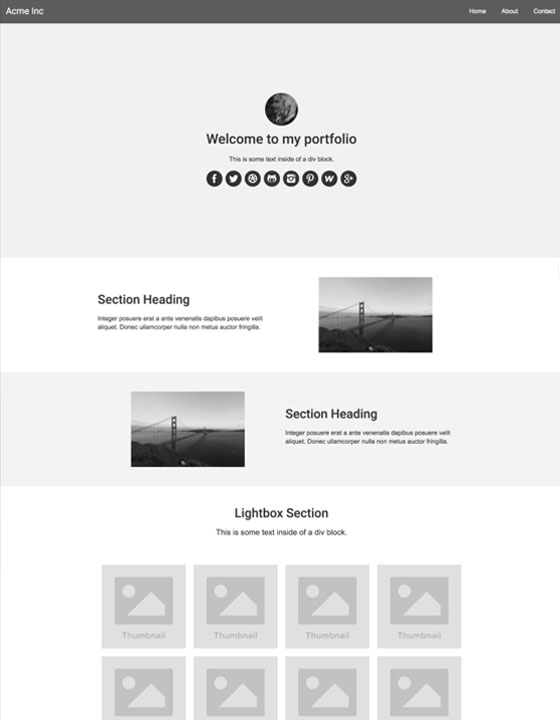 Acme Inc
Home About Contact
Welcome to my portfolio
This is some text inside of a div block.
Section Heading
Integer posuere erat a ante venenatis dapibus posuere velit
aliquet. Donec ullamcorper nulla non metus auctor fringilla.
Section Heading
Integer posuere erat a ante venenatis dapibus posuere velit
aliquet. Donec ullamcorper nulla non metus auctor fringilla.
Lightbox Section
This is some text inside of a div block.
Thumbnail Thumbnail Thumbnail Thumbnail